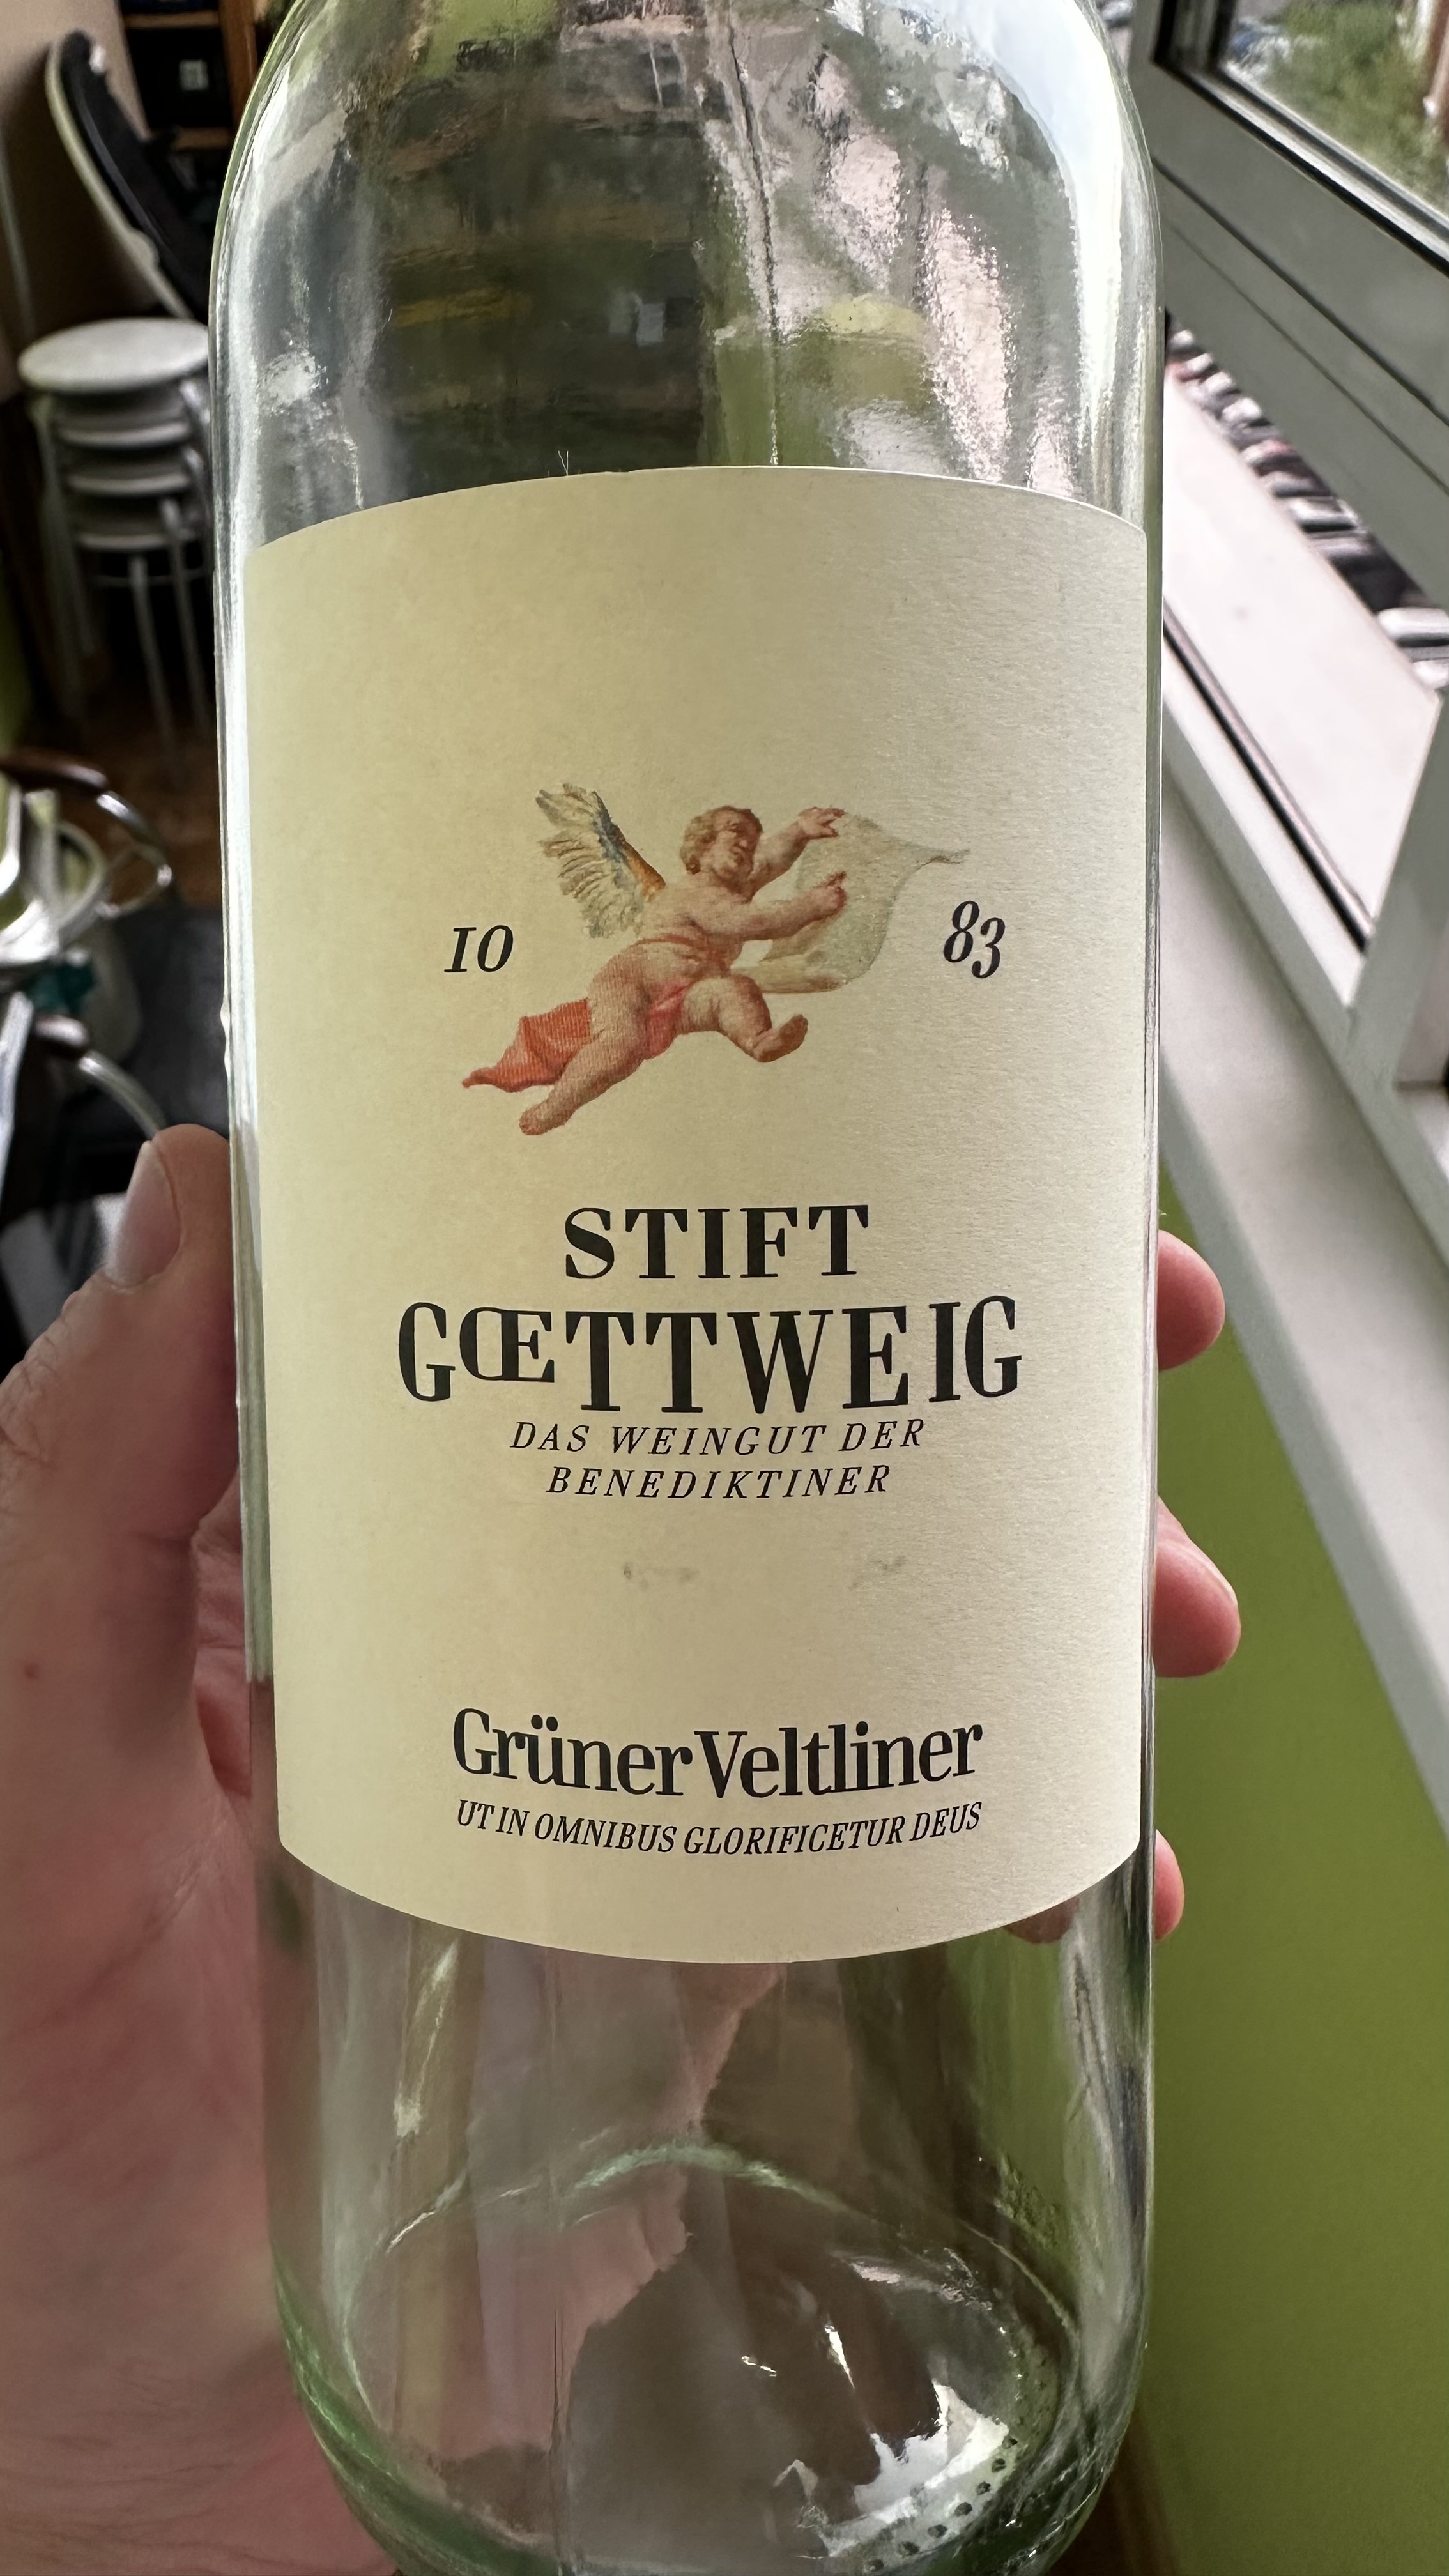 10 83
STIFT
GŒTTWEIG
DAS WEINGUT DER
BENEDIKTINER
Grüner Veltliner
UT IN OMNIBUS GLORIFICETUR DEUS